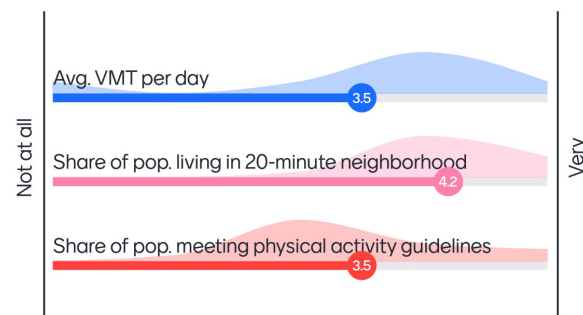 Not at all
Avg. VMT per day
3.5
Share of pop. living in 20-minute neighborhood
4.2
Share of pop. meeting physical activity guidelines
3.5
Very